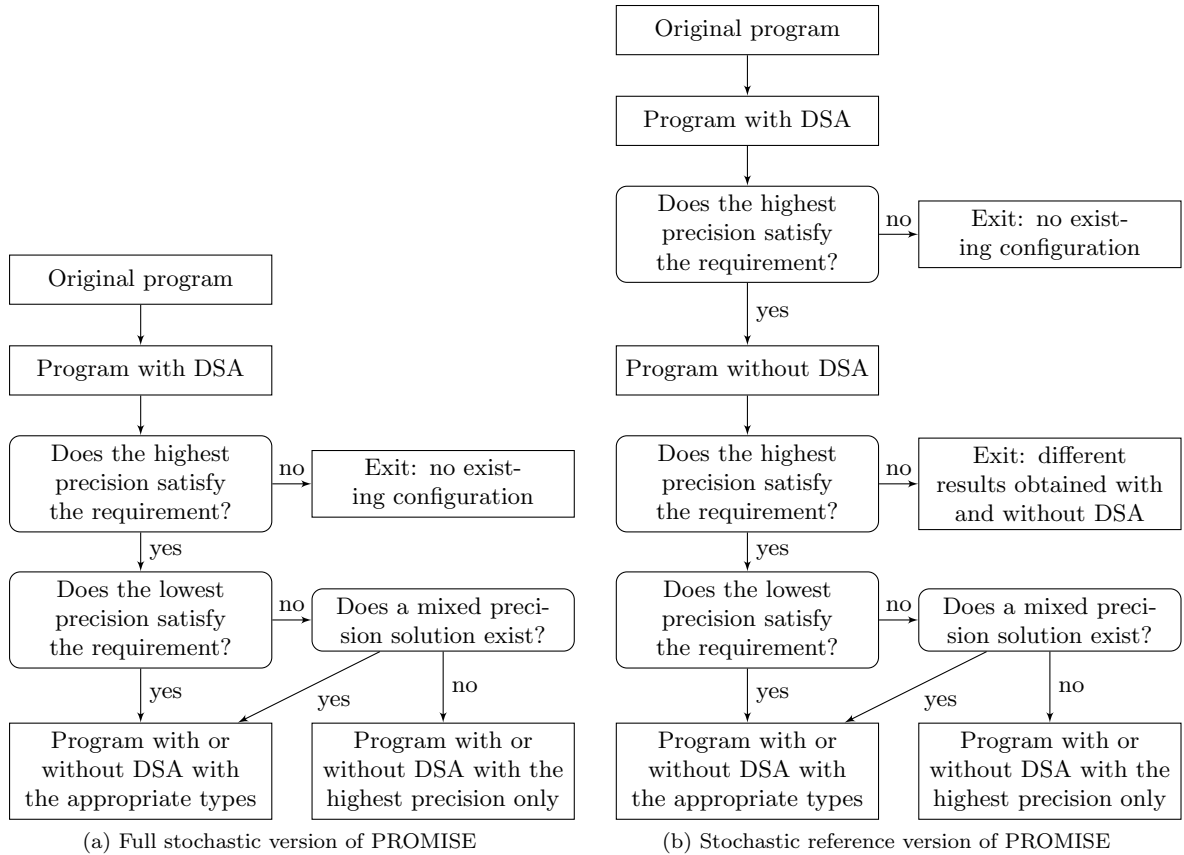 Original program
Program with DSA
Does the highest
precision satisfy
the requirement?
no
Exit: no exist-
ing configuration
yes
Does the lowest
precision satisfy
the requirement?
no
Does a mixed preci-
sion solution exist?
yes
yes
no
Program with or
without DSA with
the appropriate types
Program with or
without DSA with the
highest precision only
(a) Full stochastic version of PROMISE
Original program
Program with DSA
Does the highest
precision satisfy
the requirement?
no
Exit: no exist-
ing configuration
yes
Program without DSA
Does the highest
precision satisfy
the requirement?
no
Exit: different
results obtained with
and without DSA
yes
Does the lowest
precision satisfy
the requirement?
no
Does a mixed preci-
sion solution exist?
yes
yes
no
Program with or
without DSA with
the appropriate types
Program with or
without DSA with the
highest precision only
(b) Stochastic reference version of PROMISE